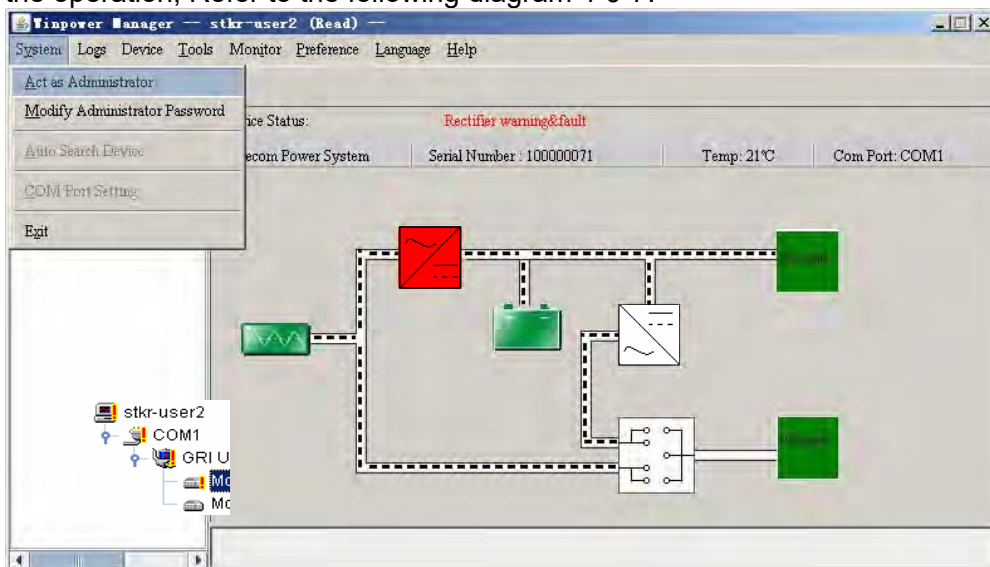 the operation, Refer to the following diagram 1-3-1:
Winpower Manager -- stkr-user2 (Read) --
System Logs Device Tools Monitor Preference Language Help
Act as Administrator
Modify Administrator Password
Auto Search Device
COM Port Setting
Exit
ice Status: Rectifier warning&fault
ecom Power System Serial Number : 100000071 Temp: 21℃ Com Port: COM1
stkr-user2
COM1
GRI U
Mo
Mo